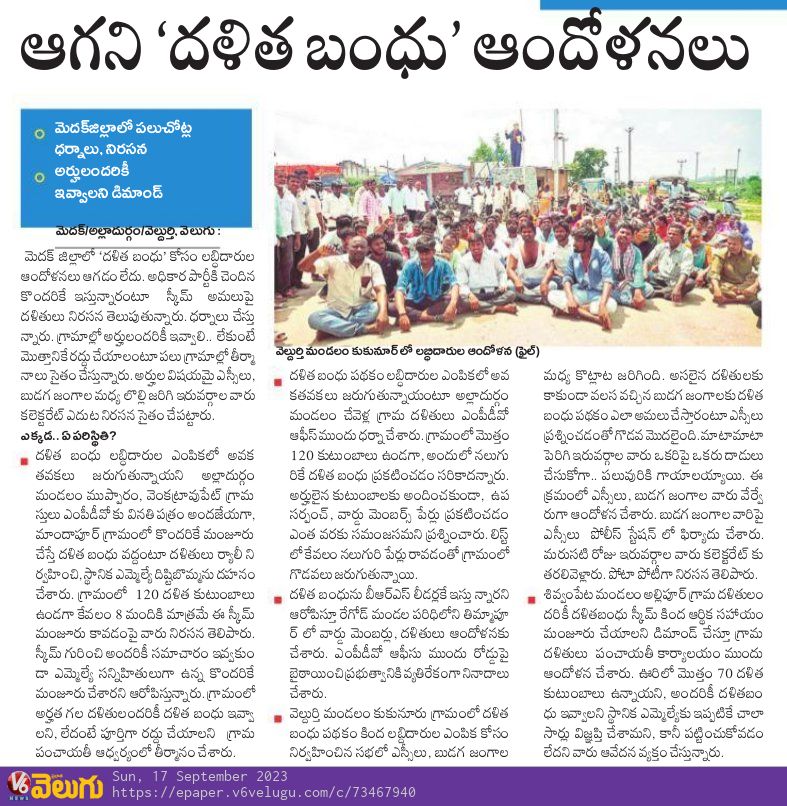 ఆగని ‘దళిత బంధు’ ఆందోళనలు
మెదక్‌జిల్లాలో పలుచోట్ల
ధర్నాలు, నిరసన
అర్హులందరికీ
ఇవ్వాలని డిమాండ్
మెదక్/అల్లాదుర్గం/వెల్దుర్తి, వెలుగు :
మెదక్ జిల్లాలో ‘దళిత బంధు’ కోసం లబ్ధిదారుల
ఆందోళనలు ఆగడం లేదు. అధికార పార్టీకి చెందిన
కొందరికే ఇస్తున్నారంటూ స్కీమ్ అమలుపై
దళితులు నిరసన తెలుపుతున్నారు. ధర్నాలు చేస్తు
న్నారు. గ్రామాల్లో అర్హులందరికీ ఇవ్వాలి.. లేకుంటే
మొత్తానికే రద్దు చేయాలంటూ పలు గ్రామాల్లో తీర్మా
నాలు సైతం చేస్తున్నారు. అర్హుల విషయమై ఎస్సీలు,
బుడగ జంగాల మధ్య లొల్లి జరిగి ఇరువర్గాల వారు
కలెక్టరేట్ ఎదుట నిరసన సైతం చేపట్టారు.
ఎక్కడ.. ఏ పరిస్థితి?
దళిత బంధు లబ్ధిదారుల ఎంపికలో అవక
తవకలు జరుగుతున్నాయని అల్లాదుర్గం
మండలం ముప్పారం, వెంకట్రావుపేట్ గ్రామ
స్తులు ఎంపీడీవో కు వినతి పత్రం అందజేయగా,
మాందాపూర్ గ్రామంలో కొందరికే మంజూరు
చేస్తే దళిత బంధు వద్దంటూ దళితులు ర్యాలీ ని
ర్వహించి, స్థానిక ఎమ్మెల్యే దిష్టిబొమ్మను దహనం
చేశారు. గ్రామంలో 120 దళిత కుటుంబాలు
ఉండగా కేవలం 8 మందికి మాత్రమే ఈ స్కీమ్
మంజూరు కావడంపై వారు నిరసన తెలిపారు.
స్కీమ్ గురించి అందరికీ సమాచారం ఇవ్వకుం
డా ఎమ్మెల్యే సన్నిహితులుగా ఉన్న కొందరికే
మంజూరు చేశారని ఆరోపిస్తున్నారు. గ్రామంలో
అర్హత గల దళితులందరికీ దళిత బంధు ఇవ్వా
లని, లేదంటే పూర్తిగా రద్దు చేయాలని గ్రామ
పంచాయతీ ఆధ్వర్యంలో తీర్మానం చేశారు.
వెల్దుర్తి మండలం కుకునూర్ లో లబ్ధిదారుల ఆందోళన (ఫైల్)
దళిత బంధు పథకం లబ్ధిదారుల ఎంపికలో అవ
కతవకలు జరుగుతున్నాయంటూ అల్లాదుర్గం
మండలం చేవెళ్ల గ్రామ దళితులు ఎంపీడీవో
ఆఫీస్ ముందు ధర్నా చేశారు. గ్రామంలో మొత్తం
120 కుటుంబాలు ఉండగా, అందులో నలుగు
రికే దళిత బంధు ప్రకటించడం సరికాదన్నారు.
అర్హులైన కుటుంబాలకు అందించకుండా, ఉప
సర్పంచ్, వార్డు మెంబర్స్ పేర్లు ప్రకటించడం
ఎంత వరకు సమంజసమని ప్రశ్నించారు. లిస్ట్
లో కేవలం నలుగురి పేర్లు రావడంతో గ్రామంలో
గొడవలు జరుగుతున్నాయి.
దళిత బంధును బీఆర్ఎస్ లీడర్లకే ఇస్తు న్నారని
ఆరోపిస్తూ రేగోడ్ మండల పరిధిలోని తిమ్మాపూ
ర్ లో వార్డు మెంబర్లు, దళితులు ఆందోళనకు
చేశారు. ఎంపీడీవో ఆఫీసు ముందు రోడ్డుపై
బైఠాయించి ప్రభుత్వానికి వ్యతిరేకంగా నినాదాలు
చేశారు.
వెల్దుర్తి మండలం కుకునూరు గ్రామంలో దళిత
బంధు పథకం కింద లబ్ధిదారుల ఎంపిక కోసం
నిర్వహించిన సభలో ఎస్సీలు, బుడగ జంగాల
మధ్య కొట్లాట జరిగింది. అసలైన దళితులకు
కాకుండా వలస వచ్చిన బుడగ జంగాలకు దళిత
బంధు పథకం ఎలా అమలు చేస్తారంటూ ఎస్సీలు
ప్రశ్నించడంతో గొడవ మొదలైంది. మాటామాటా
పెరిగి ఇరువర్గాల వారు ఒకరిపై ఒకరు దాడులు
చేసుకోగా.. పలువురికి గాయాలయ్యాయి. ఈ
క్రమంలో ఎస్సీలు, బుడగ జంగాల వారు వేర్వే
రుగా ఆందోళన చేశారు. బుడగ జంగాల వారిపై
ఎస్సీలు పోలీస్ స్టేషన్ లో ఫిర్యాదు చేశారు.
మరుసటి రోజు ఇరువర్గాల వారు కలెక్టరేట్ కు
తరలివెళ్లారు. పోటా పోటీగా నిరసన తెలిపారు.
శివ్వంపేట మండలం అల్లీపూర్ గ్రామ దళితులం
దరికీ దళితబంధు స్కీమ్ కింద ఆర్థిక సహాయం
మంజూరు చేయాలని డిమాండ్ చేస్తూ గ్రామ
దళితులు పంచాయతీ కార్యాలయం ముందు
ఆందోళన చేశారు. ఊరిలో మొత్తం 70 దళిత
కుటుంబాలు ఉన్నాయని, అందరికీ దళితబం
ధు ఇవ్వాలని స్థానిక ఎమ్మెల్యేకు ఇప్పటికే చాలా
సార్లు విజ్ఞప్తి చేశామని, కానీ పట్టించుకోవడం
లేదని వారు ఆవేదన వ్యక్తం చేస్తున్నారు.
V6 NEWS వెలుగు
Sun, 17 September 2023
https://epaper.v6velugu.com/c/73467940